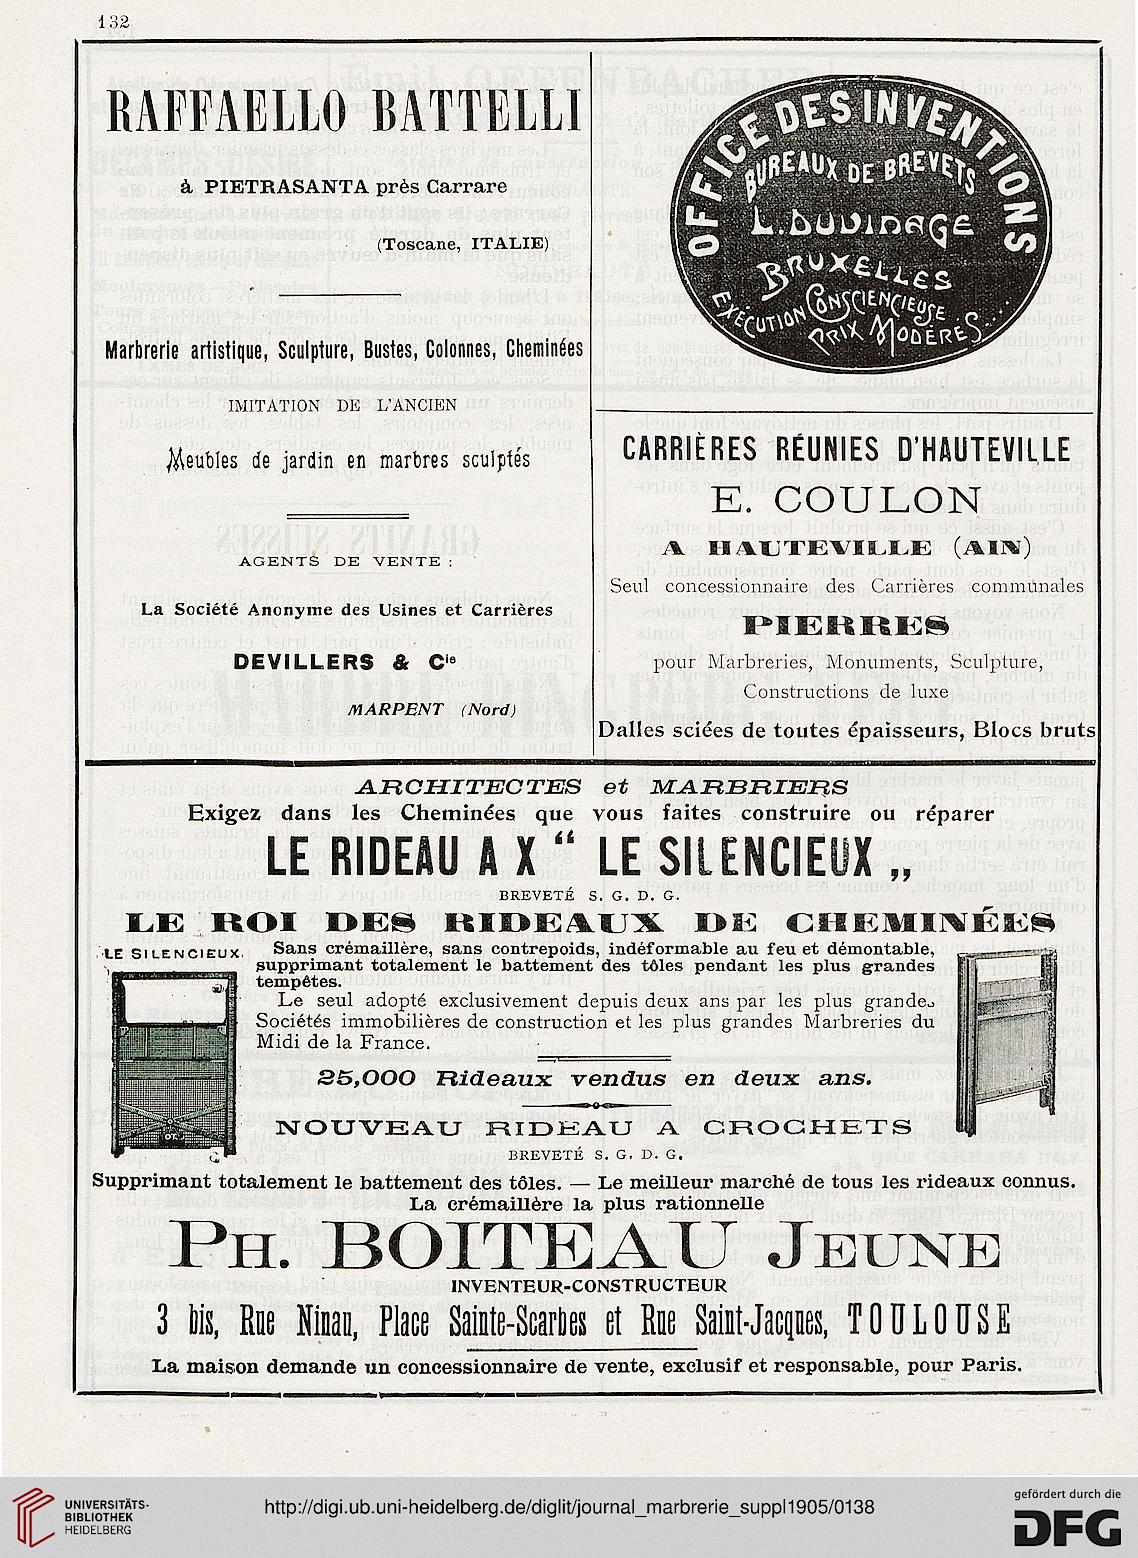 132
RAFFAELLO BATTELLI
à PIETRASANTA près Carrare
(Toscane, ITALIE)
Marbrerie artistique, Sculpture, Bustes, Colonnes, Cheminées
IMITATION DE L'ANCIEN
Meubles de jardin en marbres sculptés
AGENTS DE VENTE :
La Société Anonyme des Usines et Carrières
DEVILLERS & Cie
MARPENT (Nord)
OFFICE DES INVENTIONS
BUREAUX DE BREVETS
L. DUVINAGE
BRUXELLES
EXÉCUTION CONSCIENCIEUSE
PRIX MODÉRÉS...
CARRIÈRES RÉUNIES D'HAUTEVILLE
E. COULON
A HAUTEVILLE (AIN)
Seul concessionnaire des Carrières communales
PIERRES
pour Marbreries, Monuments, Sculpture,
Constructions de luxe
Dalles sciées de toutes épaisseurs, Blocs bruts
ARCHITECTES et MARBRIERS
Exigez dans les Cheminées que vous faites construire ou réparer
LE RIDEAU A X “ LE SILENCIEUX „
BREVETÉ S. G. D. G.
LE ROI DES RIDEAUX DE CHEMINÉES
LE SILENCIEUX.
Sans crémaillère, sans contrepoids, indéformable au feu et démontable,
supprimant totalement le battement des tôles pendant les plus grandes
tempêtes.
Le seul adopté exclusivement depuis deux ans par les plus grandes
Sociétés immobilières de construction et les plus grandes Marbreries du
Midi de la France.
25,000 Rideaux vendus en deux ans.
NOUVEAU RIDEAU A CROCHETS
BREVETÉ S. G. D. G.
Supprimant totalement le battement des tôles. — Le meilleur marché de tous les rideaux connus.
La crémaillère la plus rationnelle
PH. BOITEAU JEUNE
INVENTEUR-CONSTRUCTEUR
3 bis, Rue Ninau, Place Sainte-Scarbes et Rue Saint-Jacques, TOULOUSE
La maison demande un concessionnaire de vente, exclusif et responsable, pour Paris.
UNIVERSITÄTS-
BIBLIOTHEK
HEIDELBERG
http://digi.ub.uni-heidelberg.de/diglit/journal_marbrerie_suppl1905/0138
gefördert durch die
DFG